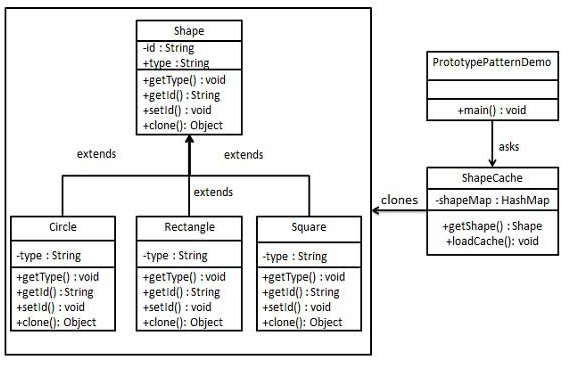 Shape
-id : String
+type : String
+getType() : void
+getId() : String
+setId() : void
+clone(): Object
PrototypePatternDemo
+main() : void
asks
extends
extends
extends
ShapeCache
-shapeMap : HashMap
+getShape() : Shape
+loadCache(): void
clones
Circle
-type : String
+getType() : void
+getId() : String
+setId() : void
+clone(): Object
Rectangle
-type : String
+getType() : void
+getId() : String
+setId() : void
+clone(): Object
Square
-type : String
+getType() : void
+getId() : String
+setId() : void
+clone(): Object